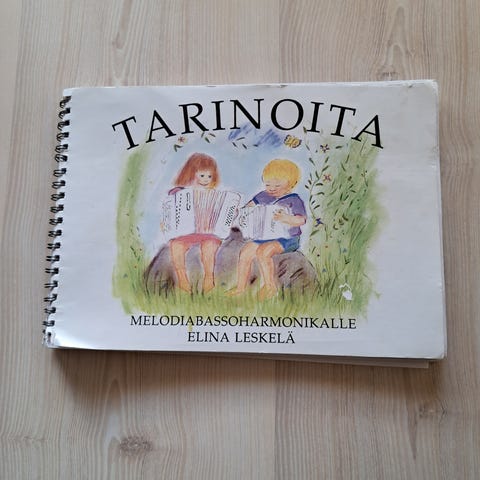 TARINOITA
MELODIABASSOHARMONIKALLE
ELINA LESKELÄ